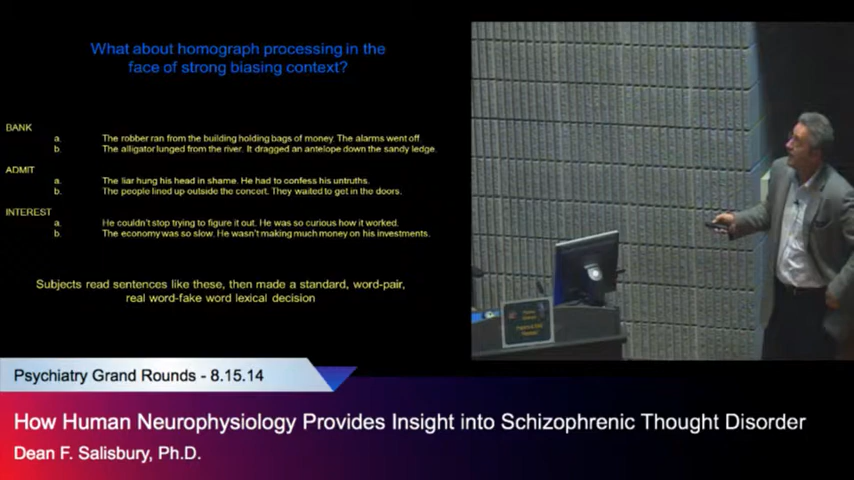 What about homograph processing in the
face of strong biasing context?
BANK
a. The robber ran from the building holding bags of money. The alarms went off
b. The alligator lunged from the river. It dragged an antelope down the sandy ledge.
ADMIT
a. The liar hung his head in shame. He had to confess his untruths.
b. The people lined up outside the concert. They waited to get in the doors.
INTEREST
a. He couldn't stop trying to figure it out. He was so curious how it worked.
b. The economy was so slow. He wasn't making much money on his investments.
Subjects read sentences like these, then made a standard, word-pair,
real word-fake word lexical decision
Psychiatry Grand Rounds - 8.15.14
How Human Neurophysiology Provides Insight into Schizophrenic Thought Disorder
Dean F. Salisbury, Ph.D.